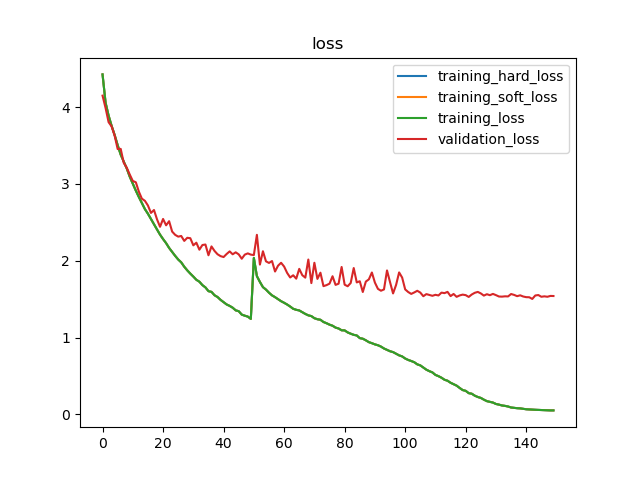 loss
training_hard_loss
training_soft_loss
training_loss
validation_loss
4
3
2
1
0
0 20 40 60 80 100 120 140